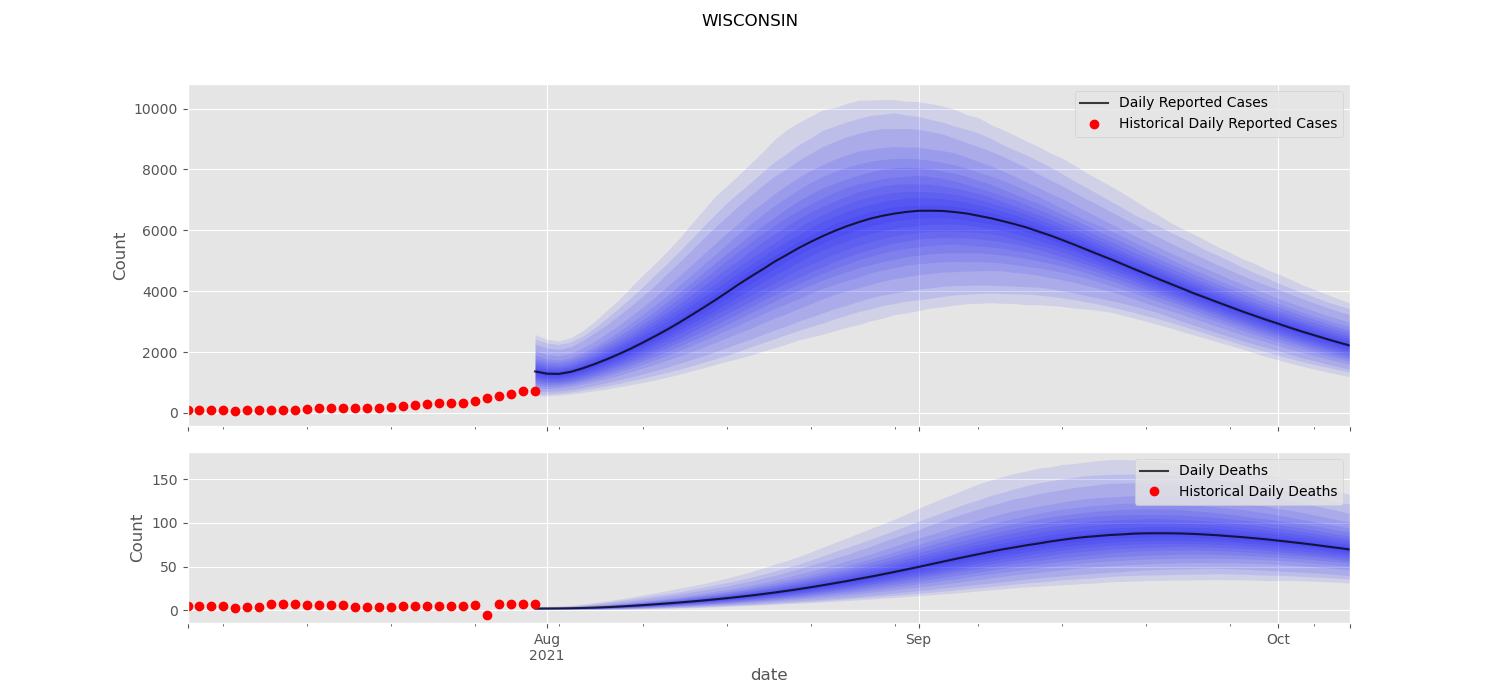 WISCONSIN
10000
8000
6000
4000
2000
0
Count
Daily Reported Cases
Historical Daily Reported Cases
150
100
50
0
Count
Daily Deaths
Historical Daily Deaths
Aug
2021
Sep
Oct
date